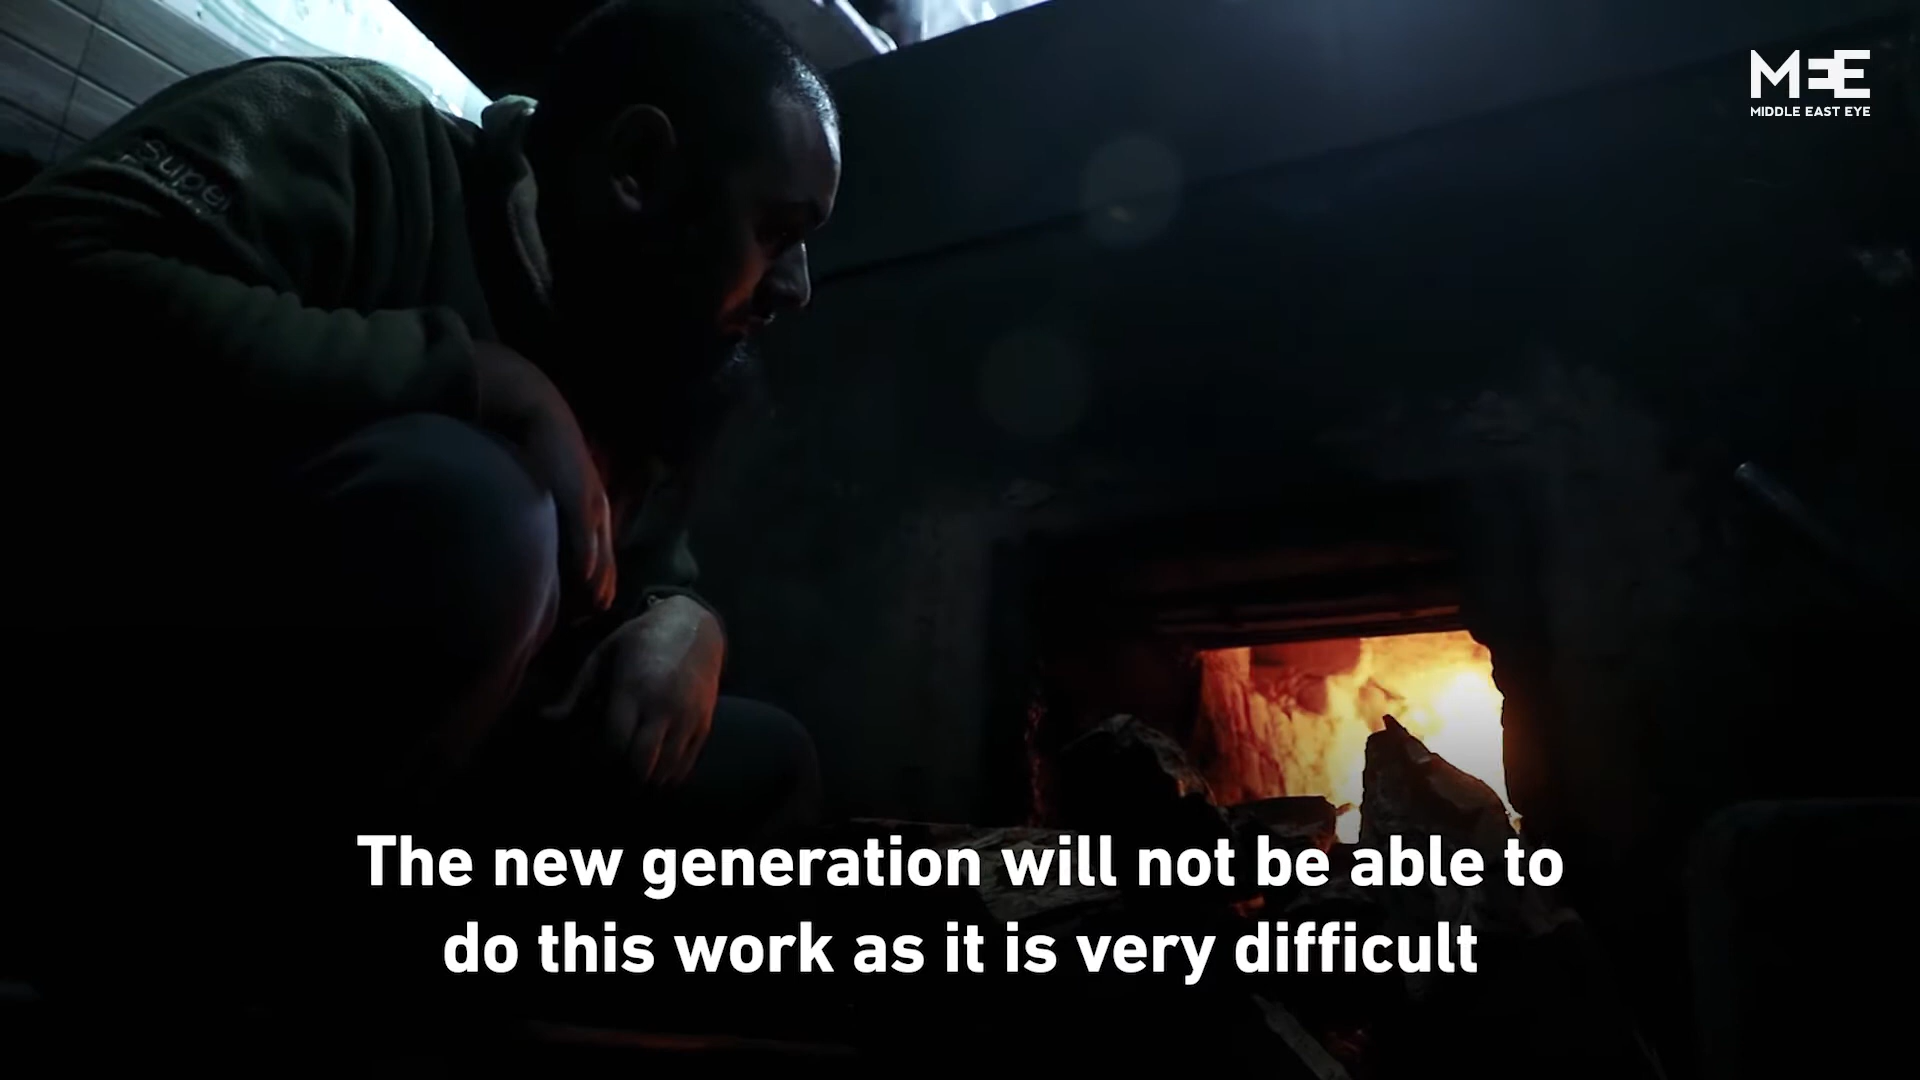 MEE
MIDDLE EAST EYE
The new generation will not be able to
do this work as it is very difficult